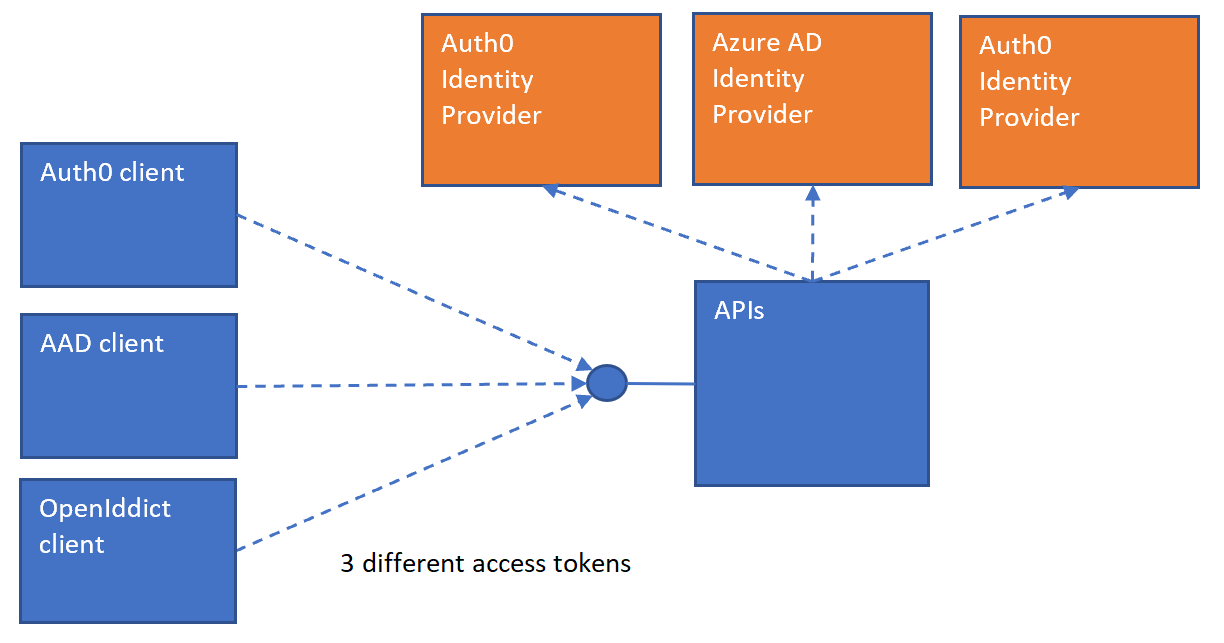 Auth0
Identity
Provider
Azure AD
Identity
Provider
Auth0
Identity
Provider
Auth0 client
AAD client
OpenIddict
client
APIs
3 different access tokens